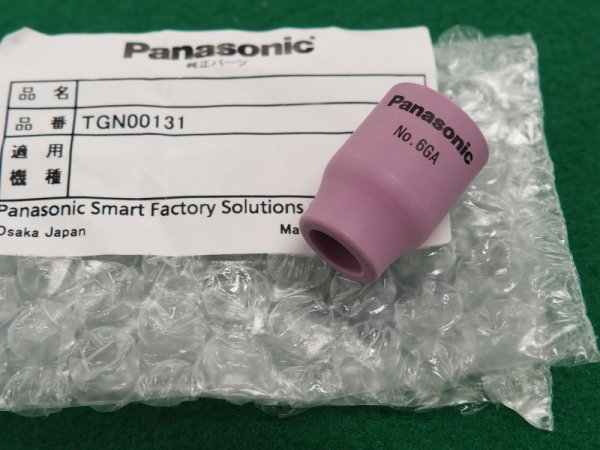 Panasonic
純正パーツ
品 名
品 番 TGN00131
適 用
機 種
Panasonic Smart Factory Solutions
Osaka Japan Ma
Panasonic
No.6GA